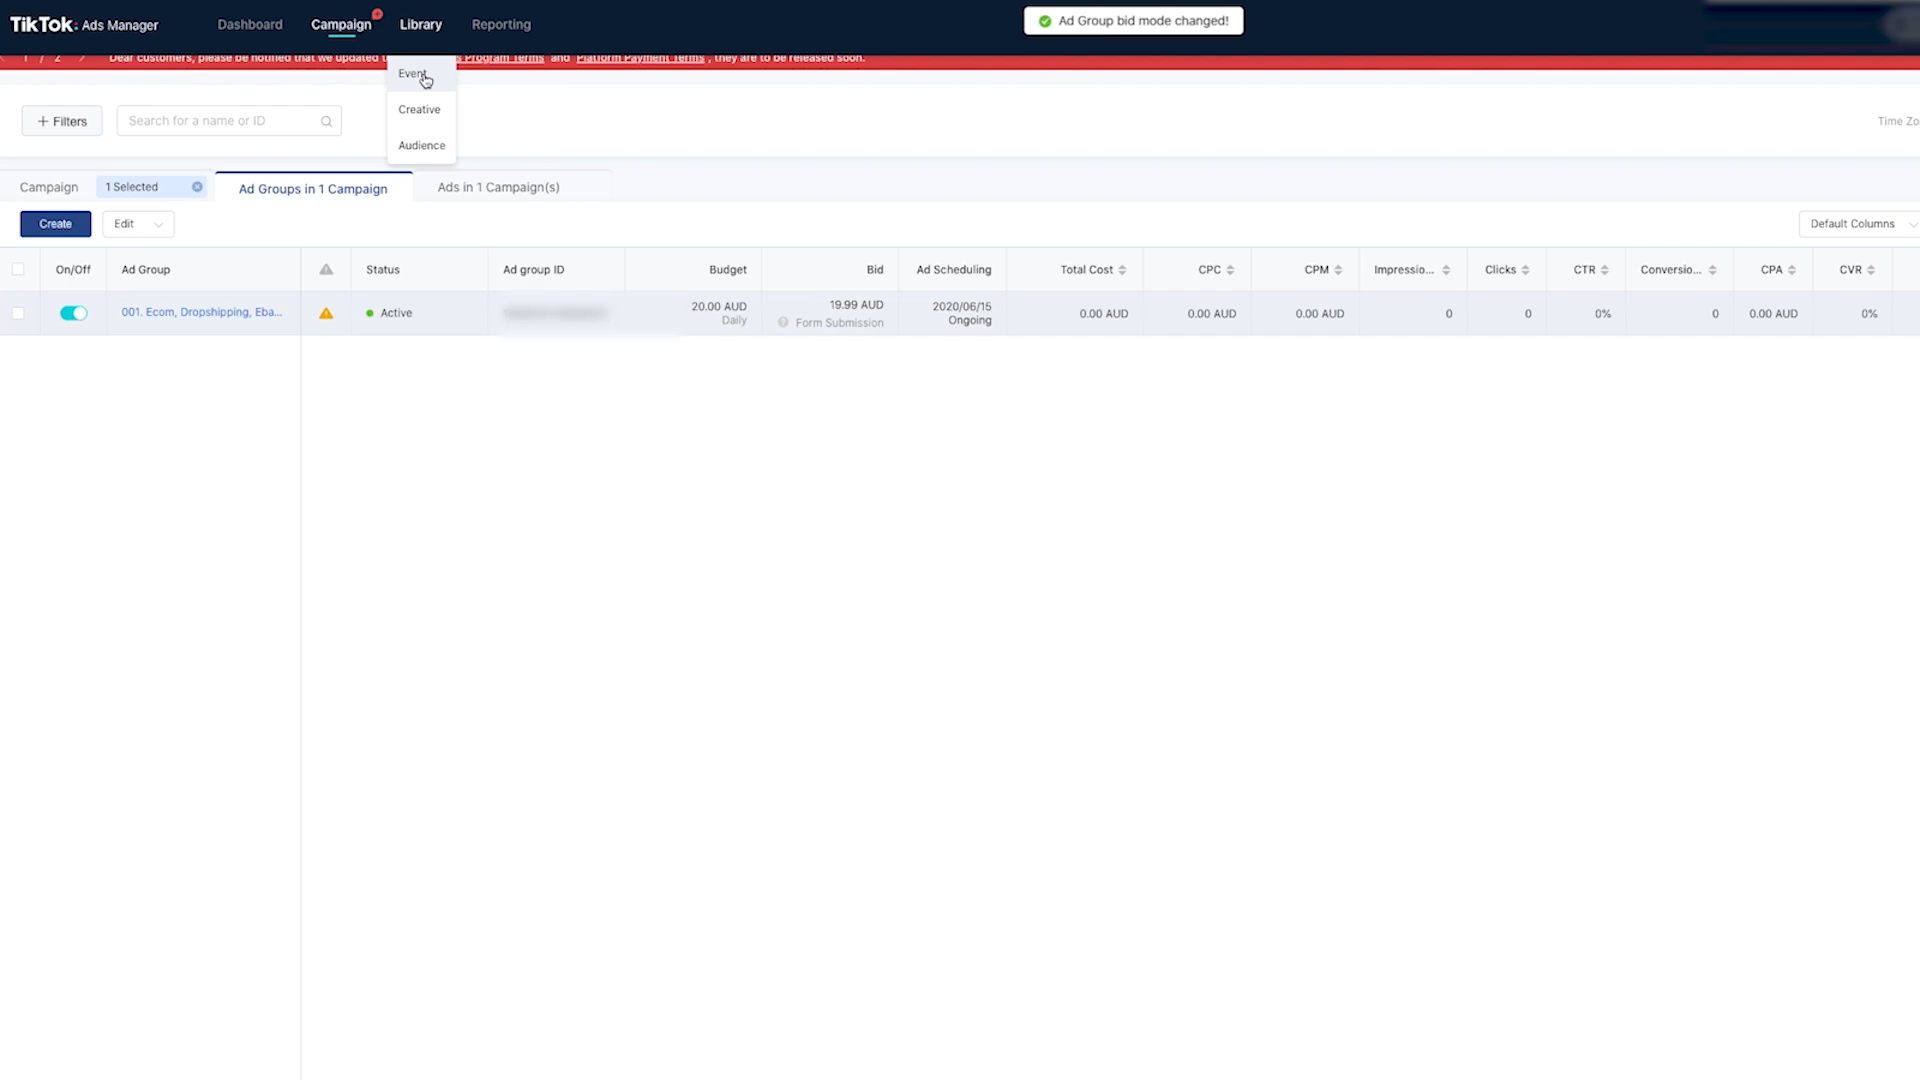 TikTok: Ads Manager
Dashboard
Campaign
Library
Reporting
Ad Group bid mode changed!
1 / 2
Dear customers, please be notified that we updated t
s Program Terms and Platform Payment Terms , they are to be released soon.
Event
Creative
Audience
+ Filters
Search for a name or ID
Time Zo
Campaign
1 Selected
Ad Groups in 1 Campaign
Ads in 1 Campaign(s)
Create
Edit
Default Columns
On/Off
Ad Group
Status
Ad group ID
Budget
Bid
Ad Scheduling
Total Cost
CPC
CPM
Impressio...
Clicks
CTR
Conversio...
CPA
CVR
001. Ecom, Dropshipping, Eba...
Active
20.00 AUD
Daily
19.99 AUD
Form Submission
2020/06/15
Ongoing
0.00 AUD
0.00 AUD
0.00 AUD
0
0
0%
0
0.00 AUD
0%